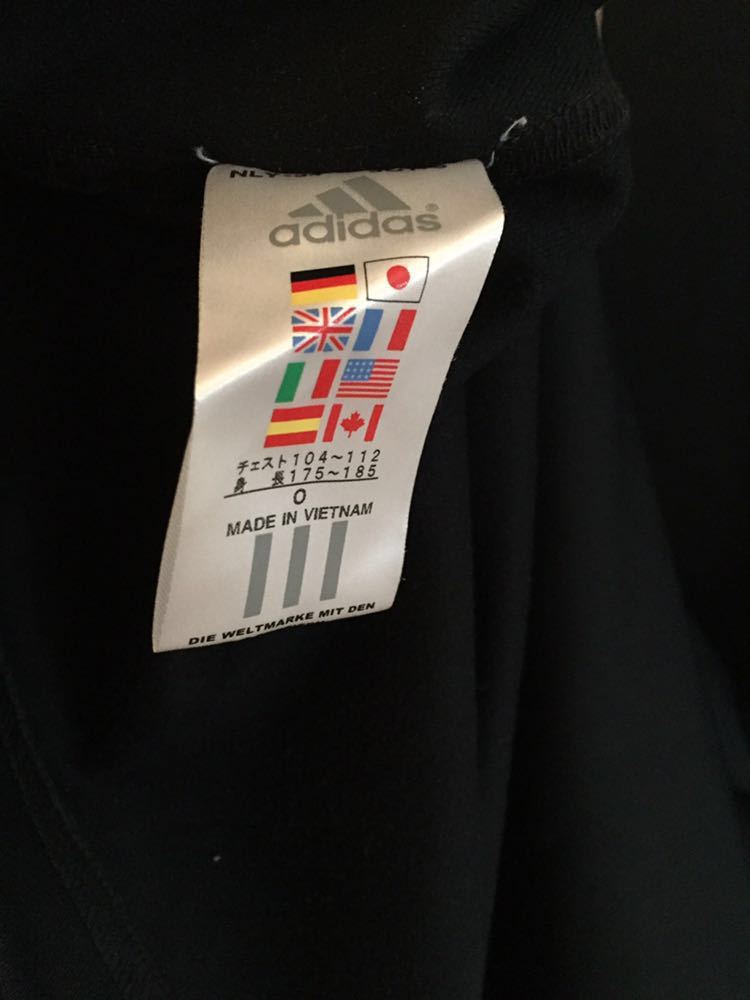 adidas®
チェスト104～112
身 長175～185
O
MADE IN VIETNAM
DIE WELTMARKE MIT DEN